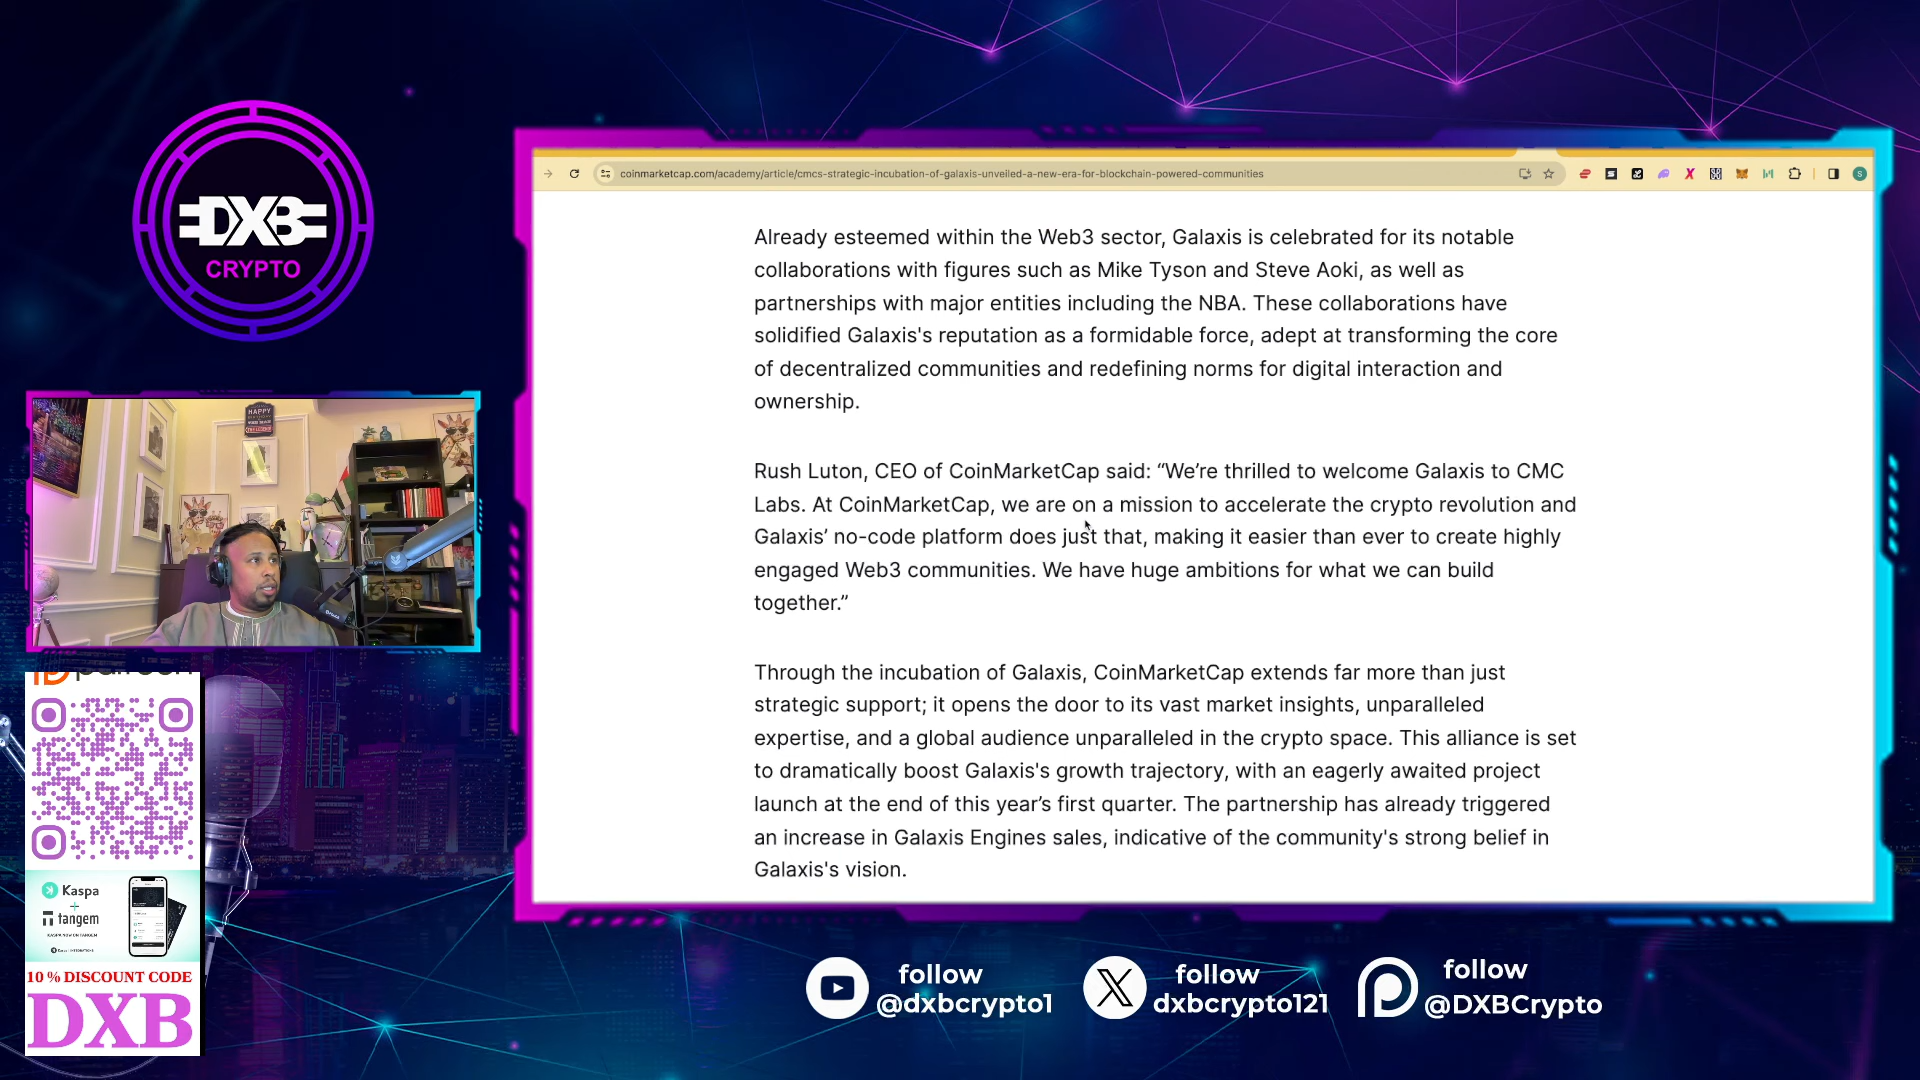 DXB
CRYPTO
coinmarketcap.com/academy/article/cmcs-strategic-incubation-of-galaxis-unveiled-a-new-era-for-blockchain-powered-communities
Already esteemed within the Web3 sector, Galaxis is celebrated for its notable
collaborations with figures such as Mike Tyson and Steve Aoki, as well as
partnerships with major entities including the NBA. These collaborations have
solidified Galaxis's reputation as a formidable force, adept at transforming the core
of decentralized communities and redefining norms for digital interaction and
ownership.
Rush Luton, CEO of CoinMarketCap said: “We’re thrilled to welcome Galaxis to CMC
Labs. At CoinMarketCap, we are on a mission to accelerate the crypto revolution and
Galaxis’ no-code platform does just that, making it easier than ever to create highly
engaged Web3 communities. We have huge ambitions for what we can build
together.”
Through the incubation of Galaxis, CoinMarketCap extends far more than just
strategic support; it opens the door to its vast market insights, unparalleled
expertise, and a global audience unparalleled in the crypto space. This alliance is set
to dramatically boost Galaxis's growth trajectory, with an eagerly awaited project
launch at the end of this year’s first quarter. The partnership has already triggered
an increase in Galaxis Engines sales, indicative of the community's strong belief in
Galaxis's vision.
HAPPY
Kaspa
+
tangem
KASPA NOW ON TANGEM
10 % DISCOUNT CODE
DXB
follow
@dxbcrypto1
follow
dxbcrypto121
follow
@DXBCrypto